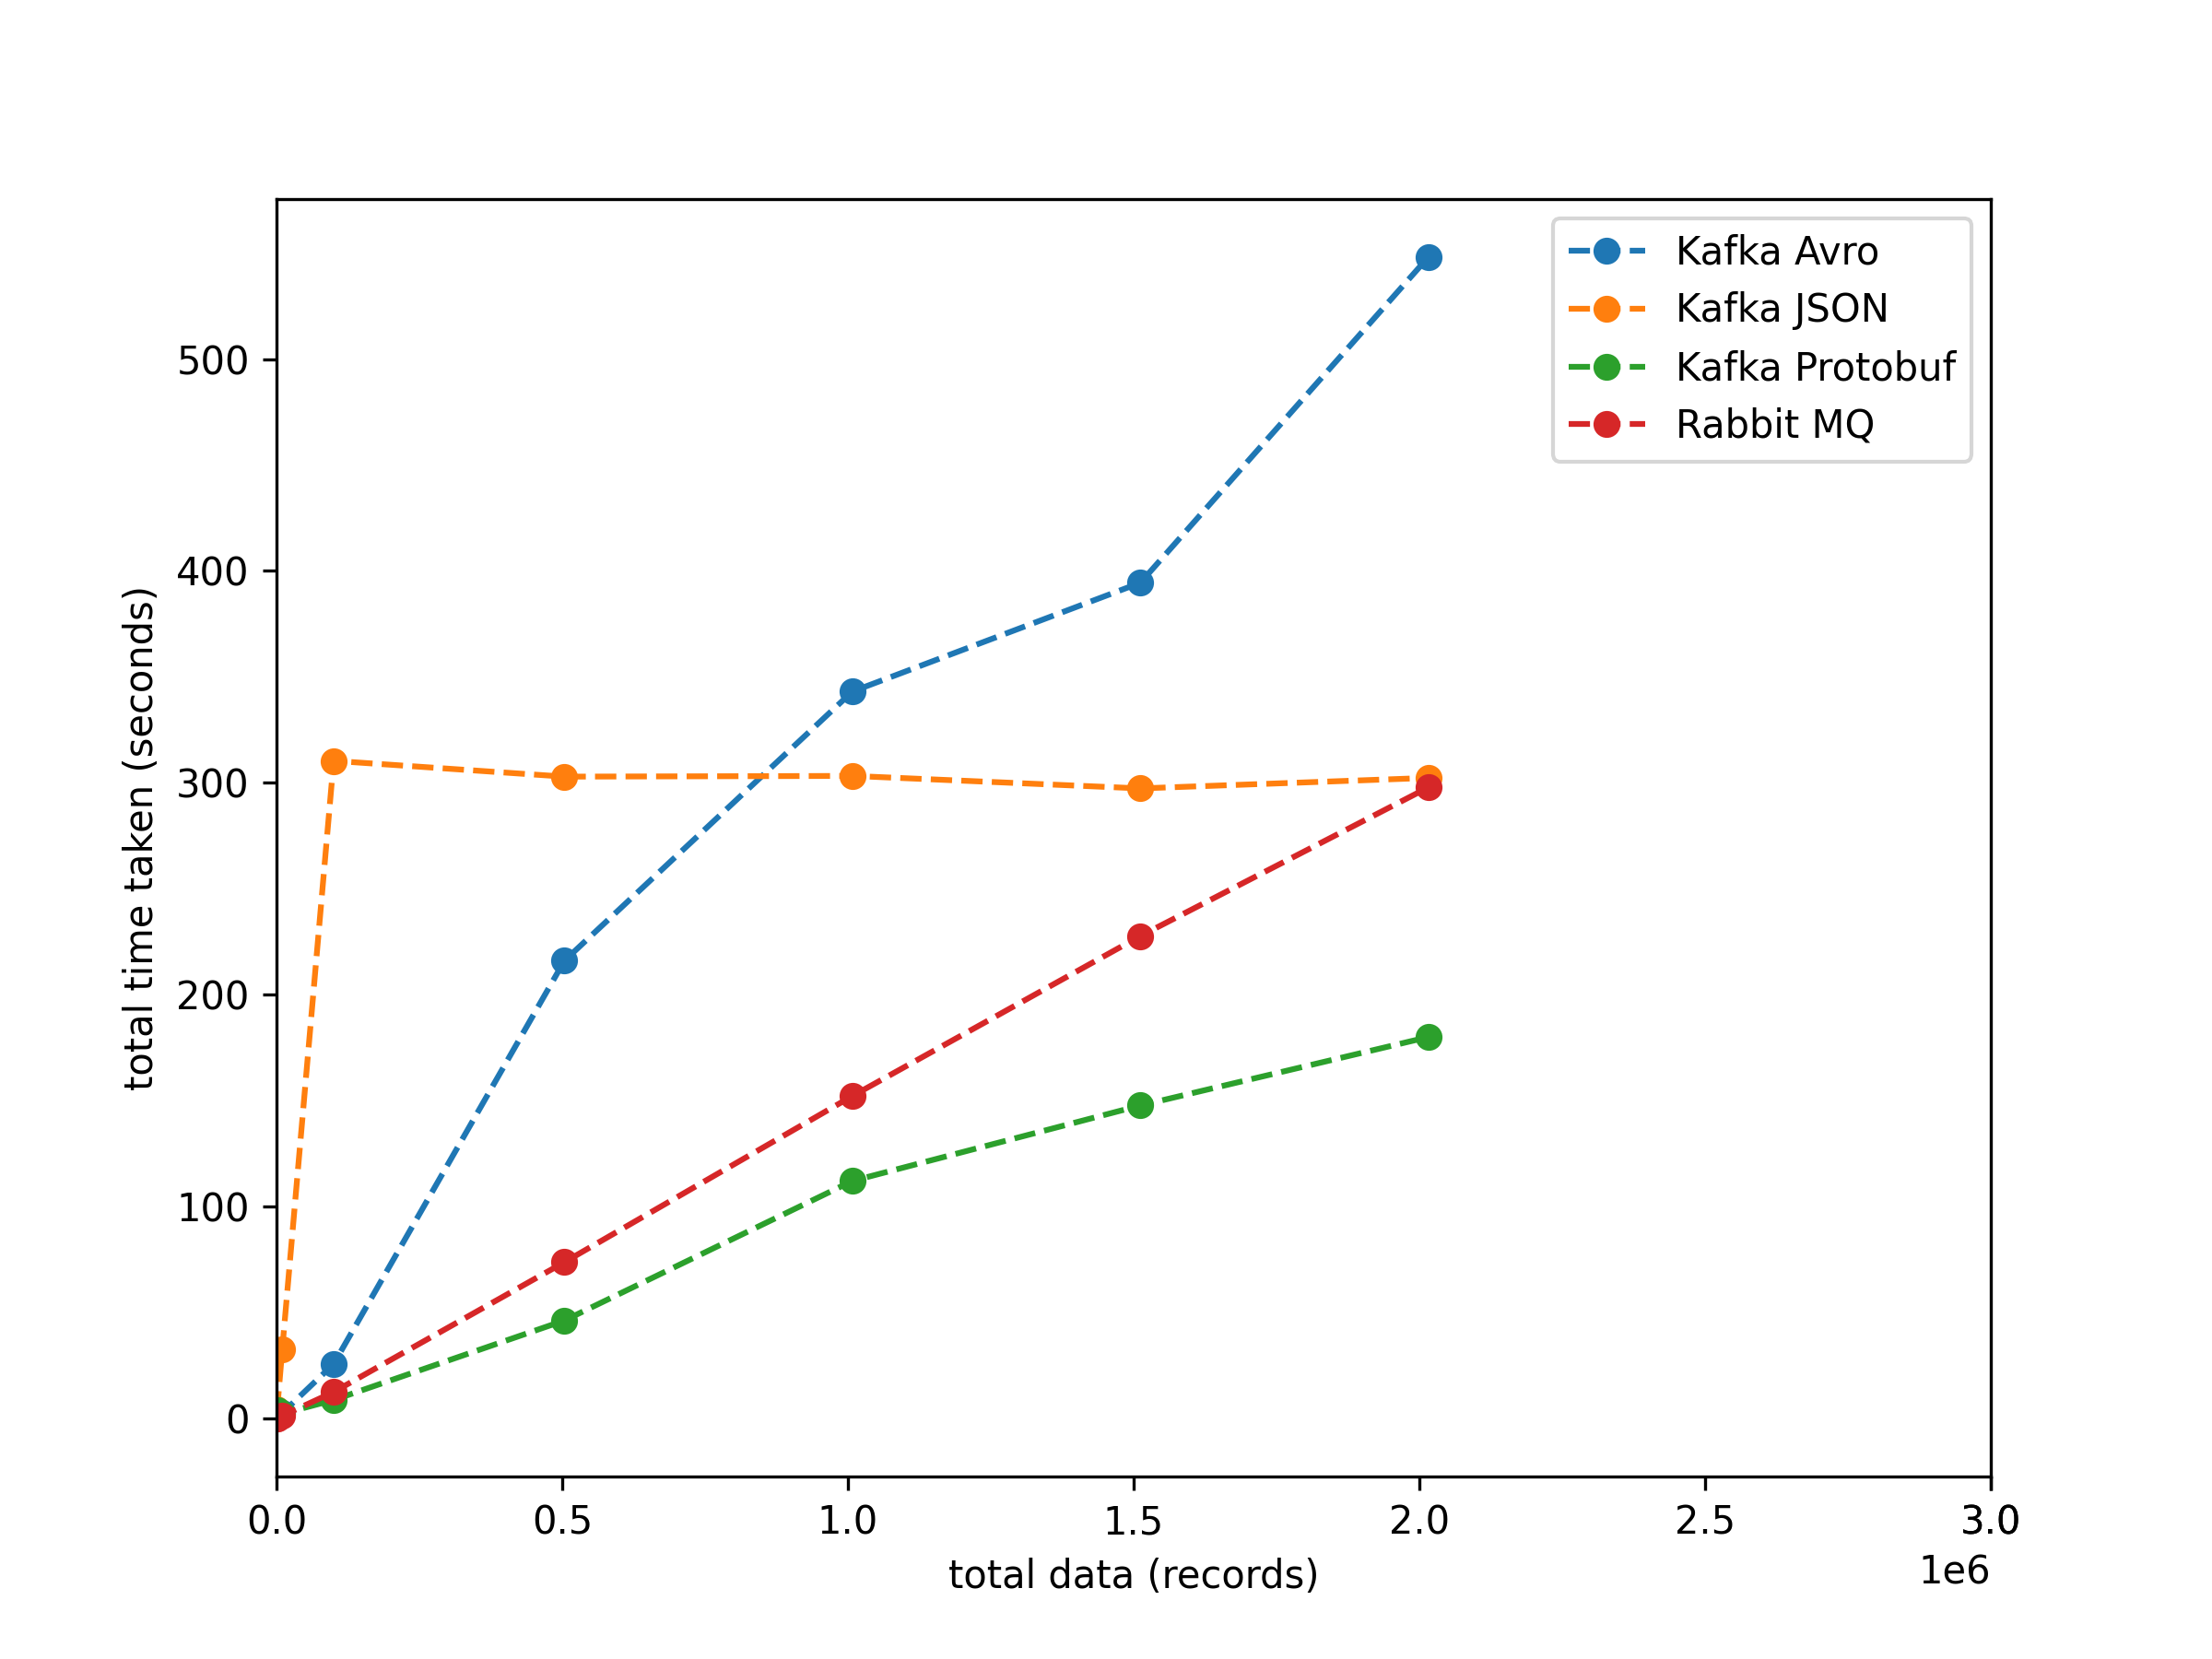 Kafka Avro
Kafka JSON
Kafka Protobuf
Rabbit MQ
total time taken (seconds)
500
400
300
200
100
0
0.0 0.5 1.0 1.5 2.0 2.5 3.0
1e6
total data (records)